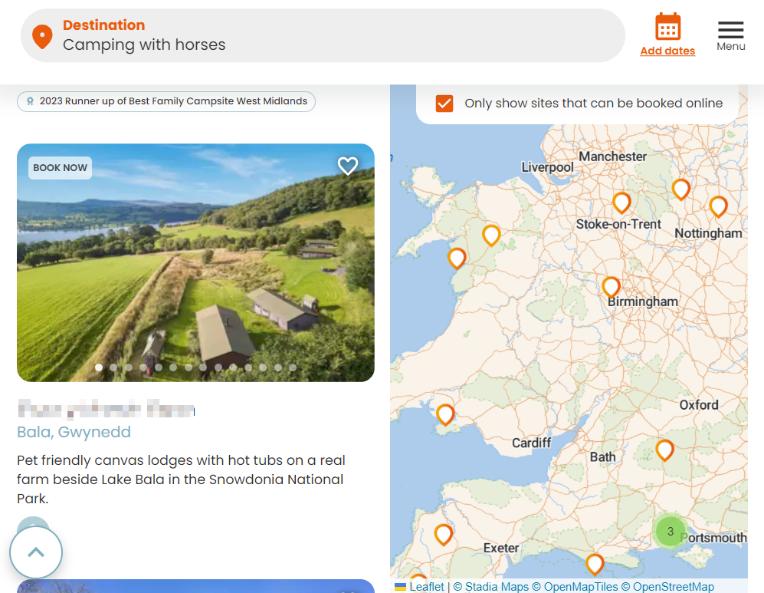 Destination
Camping with horses
Add dates
Menu
2023 Runner up of Best Family Campsite West Midlands
Only show sites that can be booked online
BOOK NOW
Bala, Gwynedd
Pet friendly canvas lodges with hot tubs on a real
farm beside Lake Bala in the Snowdonia National
Park.
Manchester
Liverpool
Stoke-on-Trent
Nottingham
Birmingham
Oxford
Cardiff
Bath
3
Portsmouth
Exeter
Leaflet | © Stadia Maps © OpenMapTiles © OpenStreetMap